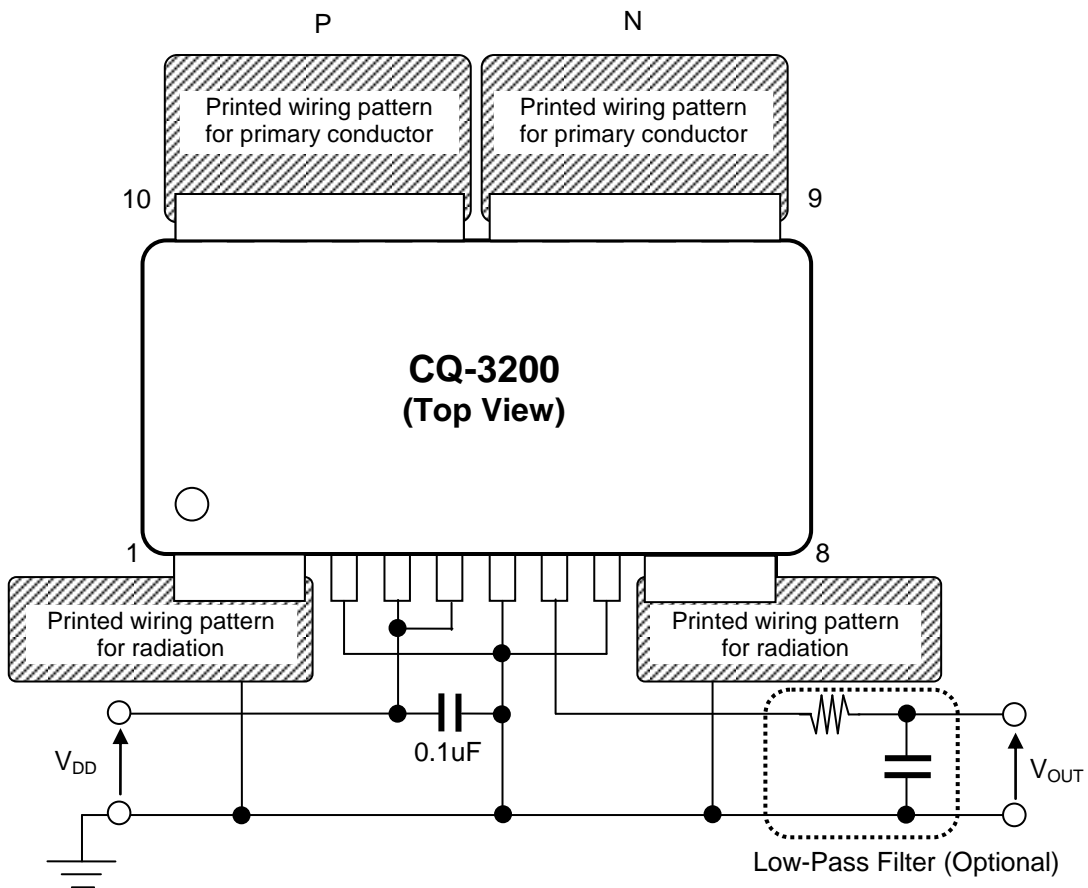 P
N
Printed wiring pattern
for primary conductor
Printed wiring pattern
for primary conductor
10
9
CQ-3200
(Top View)
1
8
Printed wiring pattern
for radiation
Printed wiring pattern
for radiation
0.1uF
VDD
VOUT
Low-Pass Filter (Optional)